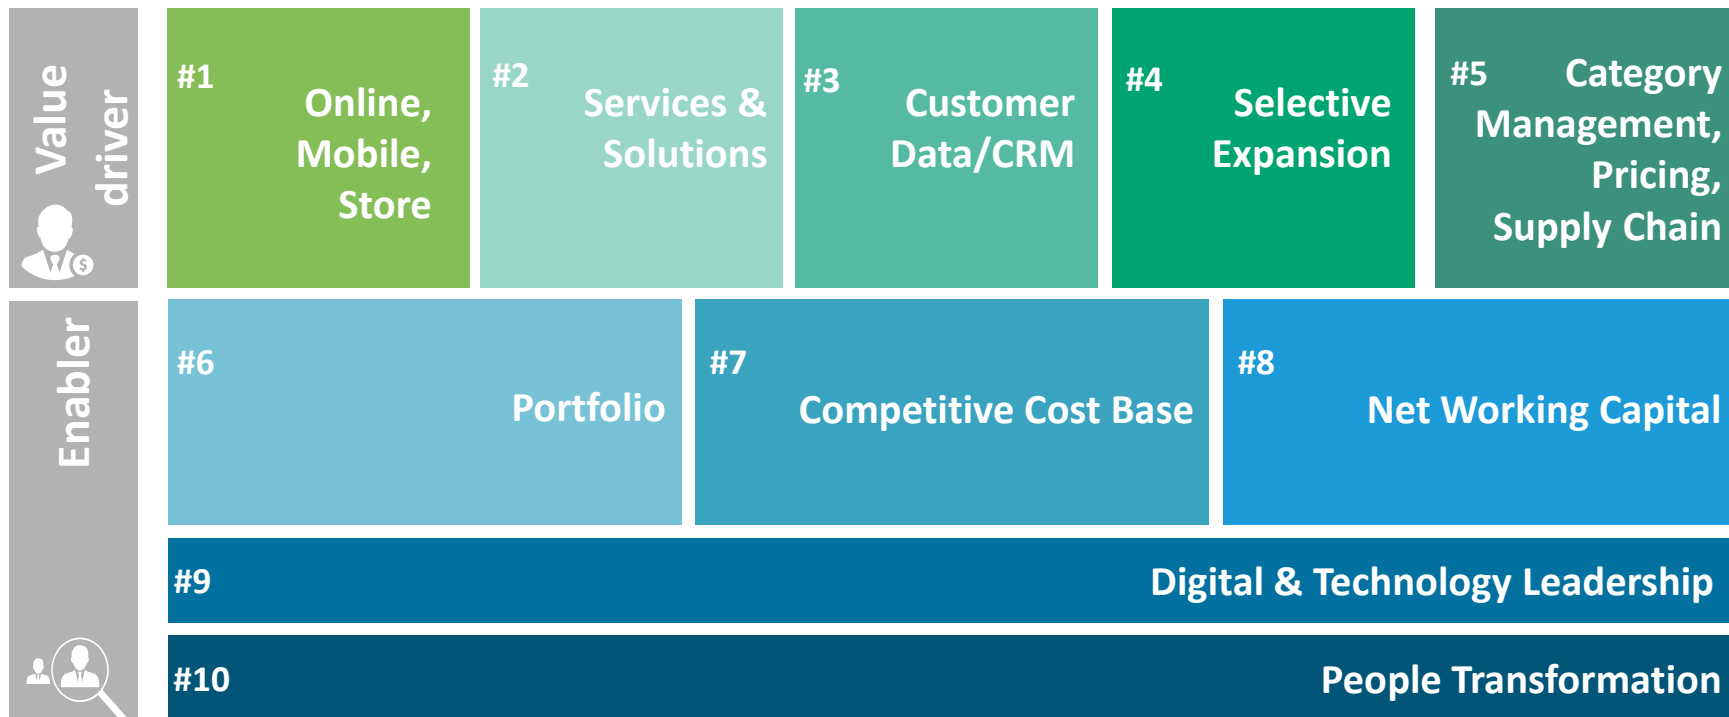 Value
driver
$
#1
Online,
Mobile,
Store
#2
Services &
Solutions
#3
Customer
Data/CRM
#4
Selective
Expansion
#5
Category
Management,
Pricing,
Supply Chain
Enabler
#6
Portfolio
#7
Competitive Cost Base
#8
Net Working Capital
#9
Digital & Technology Leadership
#10
People Transformation